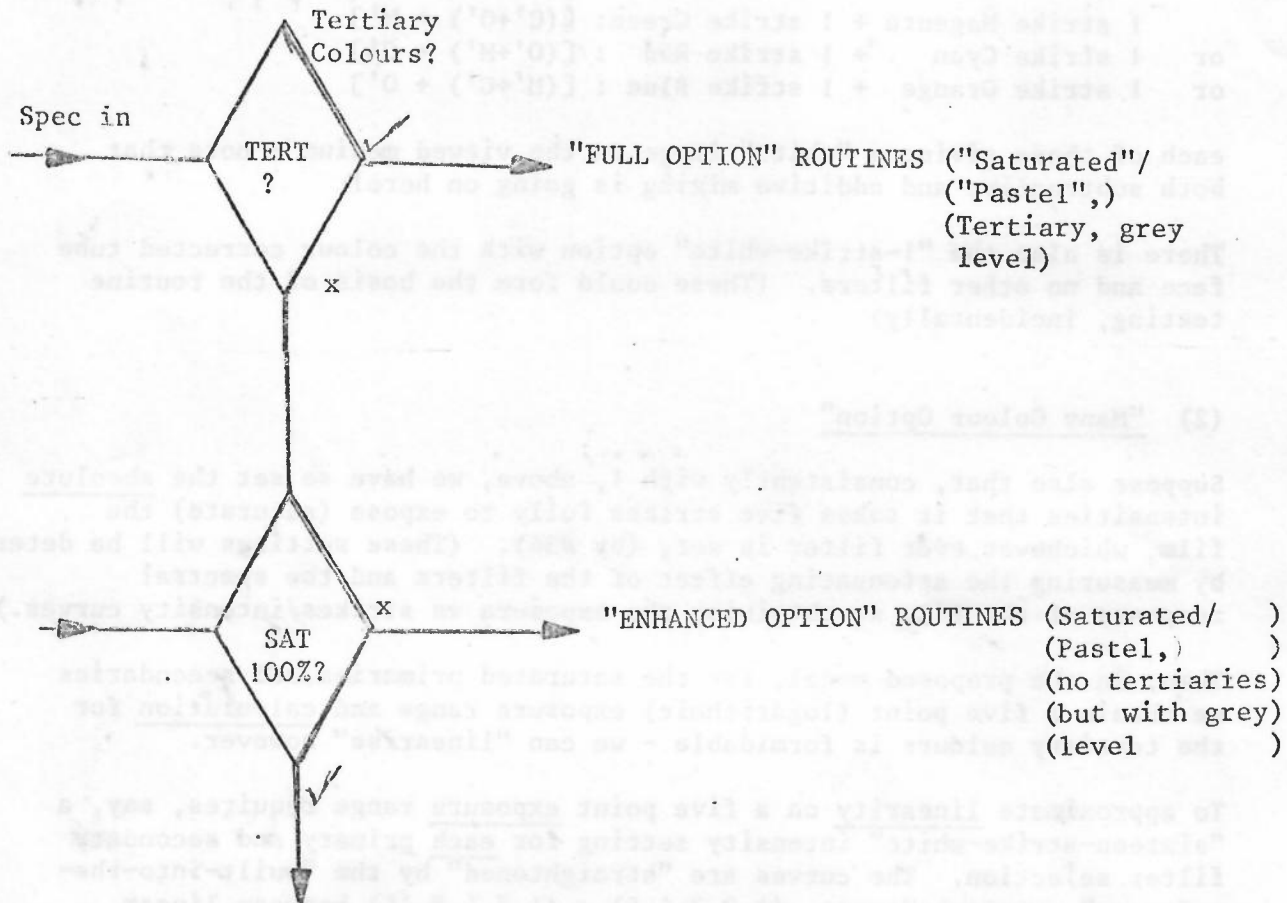 Tertiary
Colours?
Spec in
TERT
?
"FULL OPTION" ROUTINES ("Saturated"/
("Pastel",)
(Tertiary, grey
level)
x
x
SAT
100%?
"ENHANCED OPTION" ROUTINES (Saturated/ )
(Pastel, )
(no tertiaries)
(but with grey)
(level )